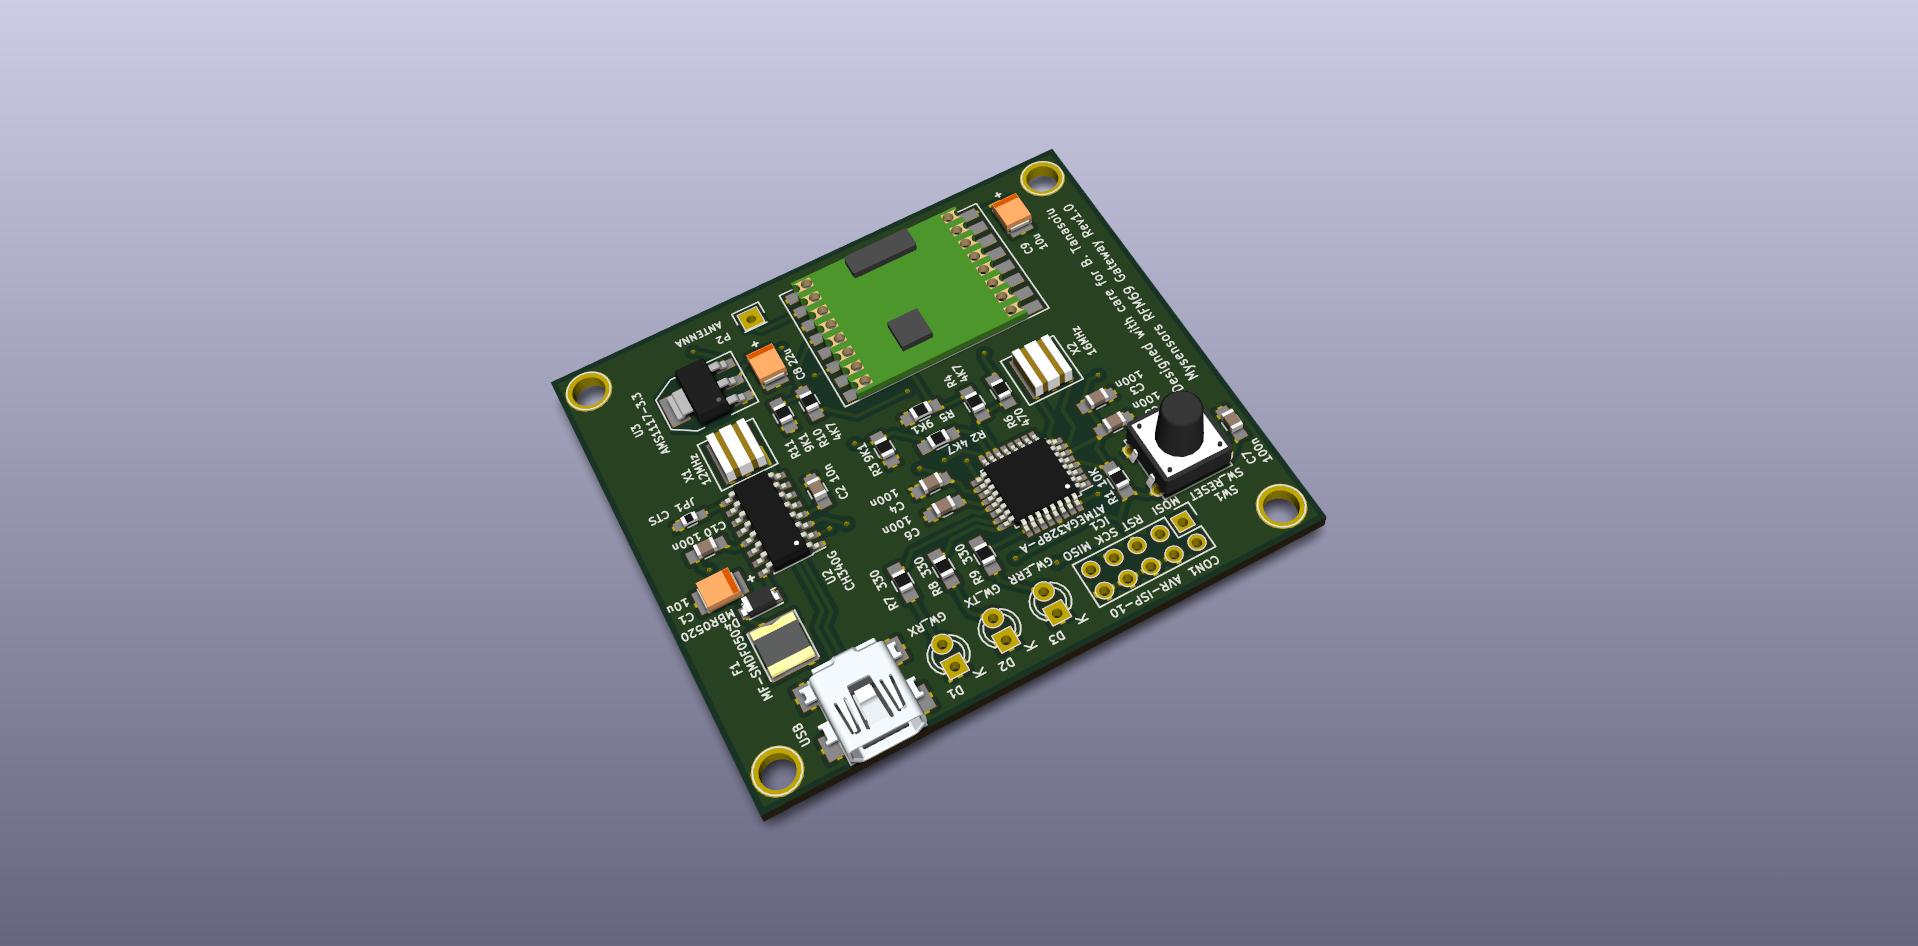 Mysensors RFM69 Gateway Rev1.0
Designed with care for B. Tanasoiu
C9
10u
ANTENNA
P2
C8 22u
U3
AMS1117-3.3
X2
16MHz
R4
4K7
R6
470
R5
9K1
R2 4K7
R3 9K1
R10
4K7
R11
9K1
X1
12MHz
C2 10n
JP1
CTS
C10
100n
C3
100n
100n
C4
100n
C6
100n
C7
100n
R1 10K
SW1
SW_RESET
IC1
ATMEGA328P-A
U2
CH340G
MOSI
RST
SCK
MISO
CON1 AVR-ISP-10
R7
330
R8
330
R9
330
GW_RX
GW_TX
GW_ERR
D1
K
D2
K
D3
K
C1
10u
D4
MBR0520
F1
MF-SMDF050
USB